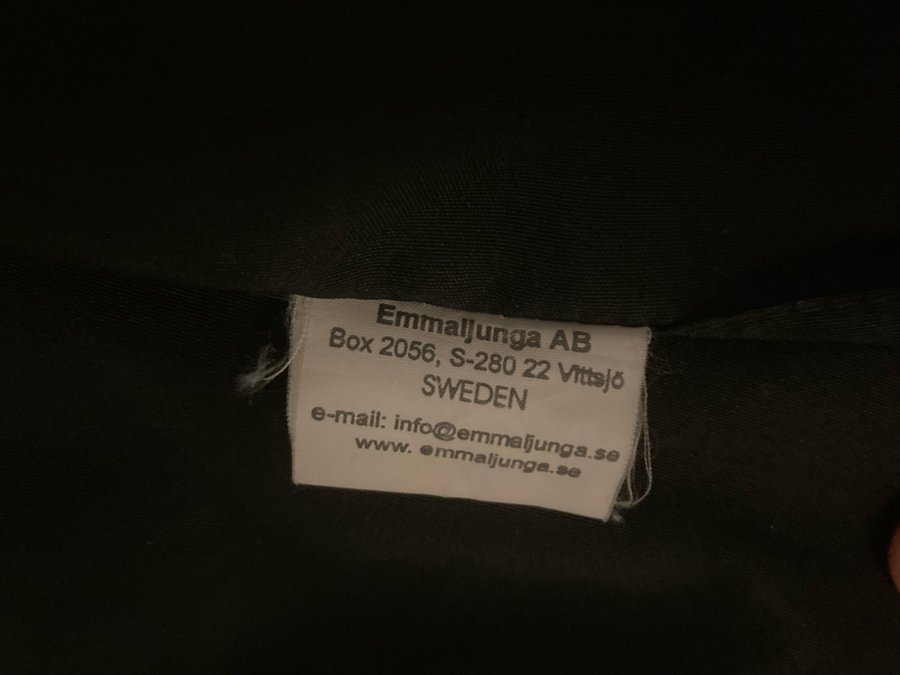 Emmaljunga AB
Box 2056, S-280 22 Vittsjö
SWEDEN
e-mail: info@emmaljunga.se
www. emmaljunga.se